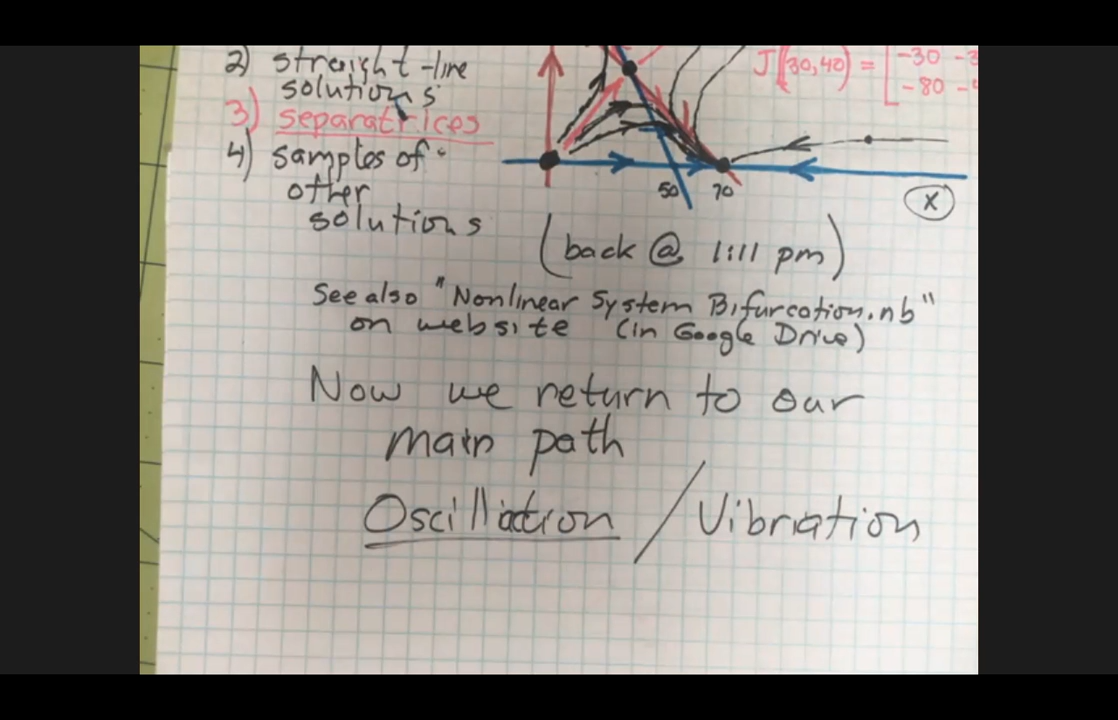 2) straight-line
solutions
3) separatrices
4) samples of
other
solutions
J(30,40) = [-30
-80
50 70
x
(back @ 1:11 pm)
See also "Nonlinear System Bifurcation.nb"
on website (in Google Drive)
Now we return to our
main path
Oscillation / Vibriation